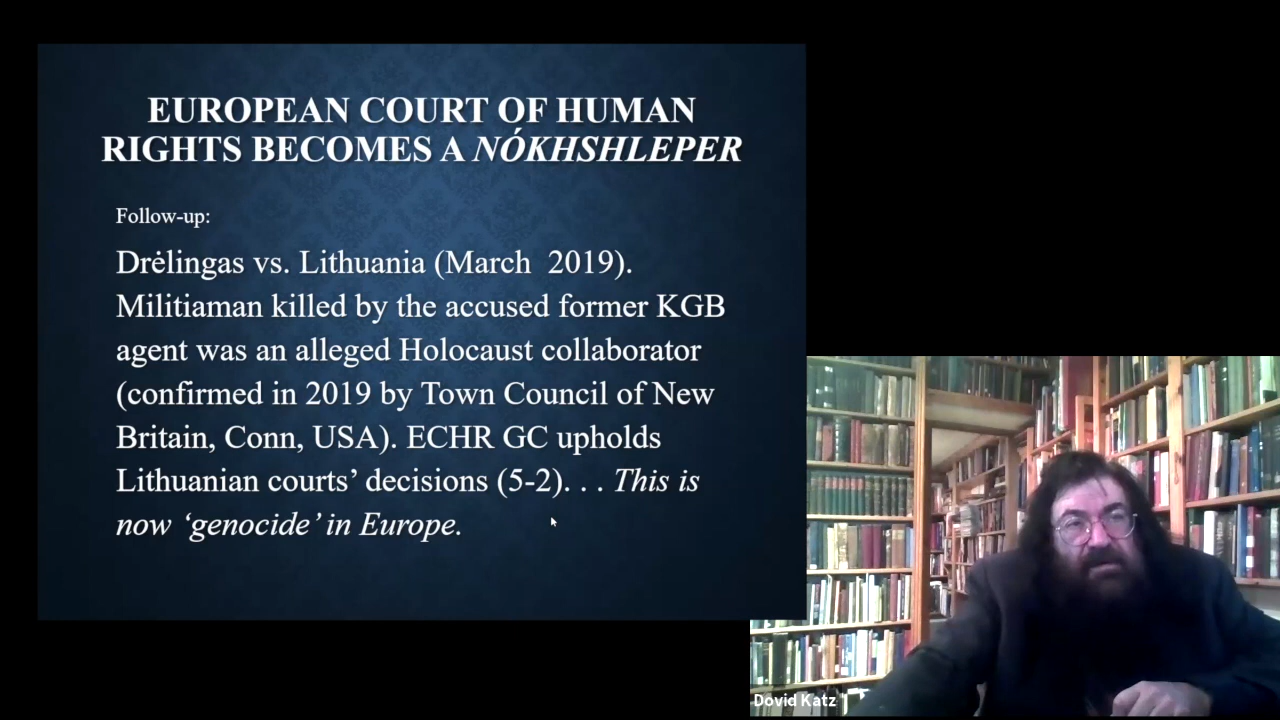 EUROPEAN COURT OF HUMAN
RIGHTS BECOMES A NÓKHSHLEPER
Follow-up:
Drėlingas vs. Lithuania (March  2019).
Militiaman killed by the accused former KGB
agent was an alleged Holocaust collaborator
(confirmed in 2019 by Town Council of New
Britain, Conn, USA). ECHR GC upholds
Lithuanian courts’ decisions (5-2). . . This is
now ‘genocide’ in Europe.
Dovid Katz